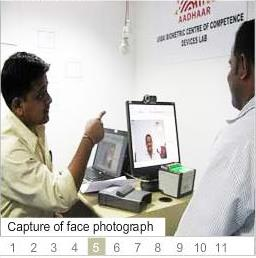 AADHAAR
UIDAI BIOMETRIC CENTRE OF COMPETENCE
DEVICES LAB
Capture of face photograph
1 2 3 4 5 6 7 8 9 10 11